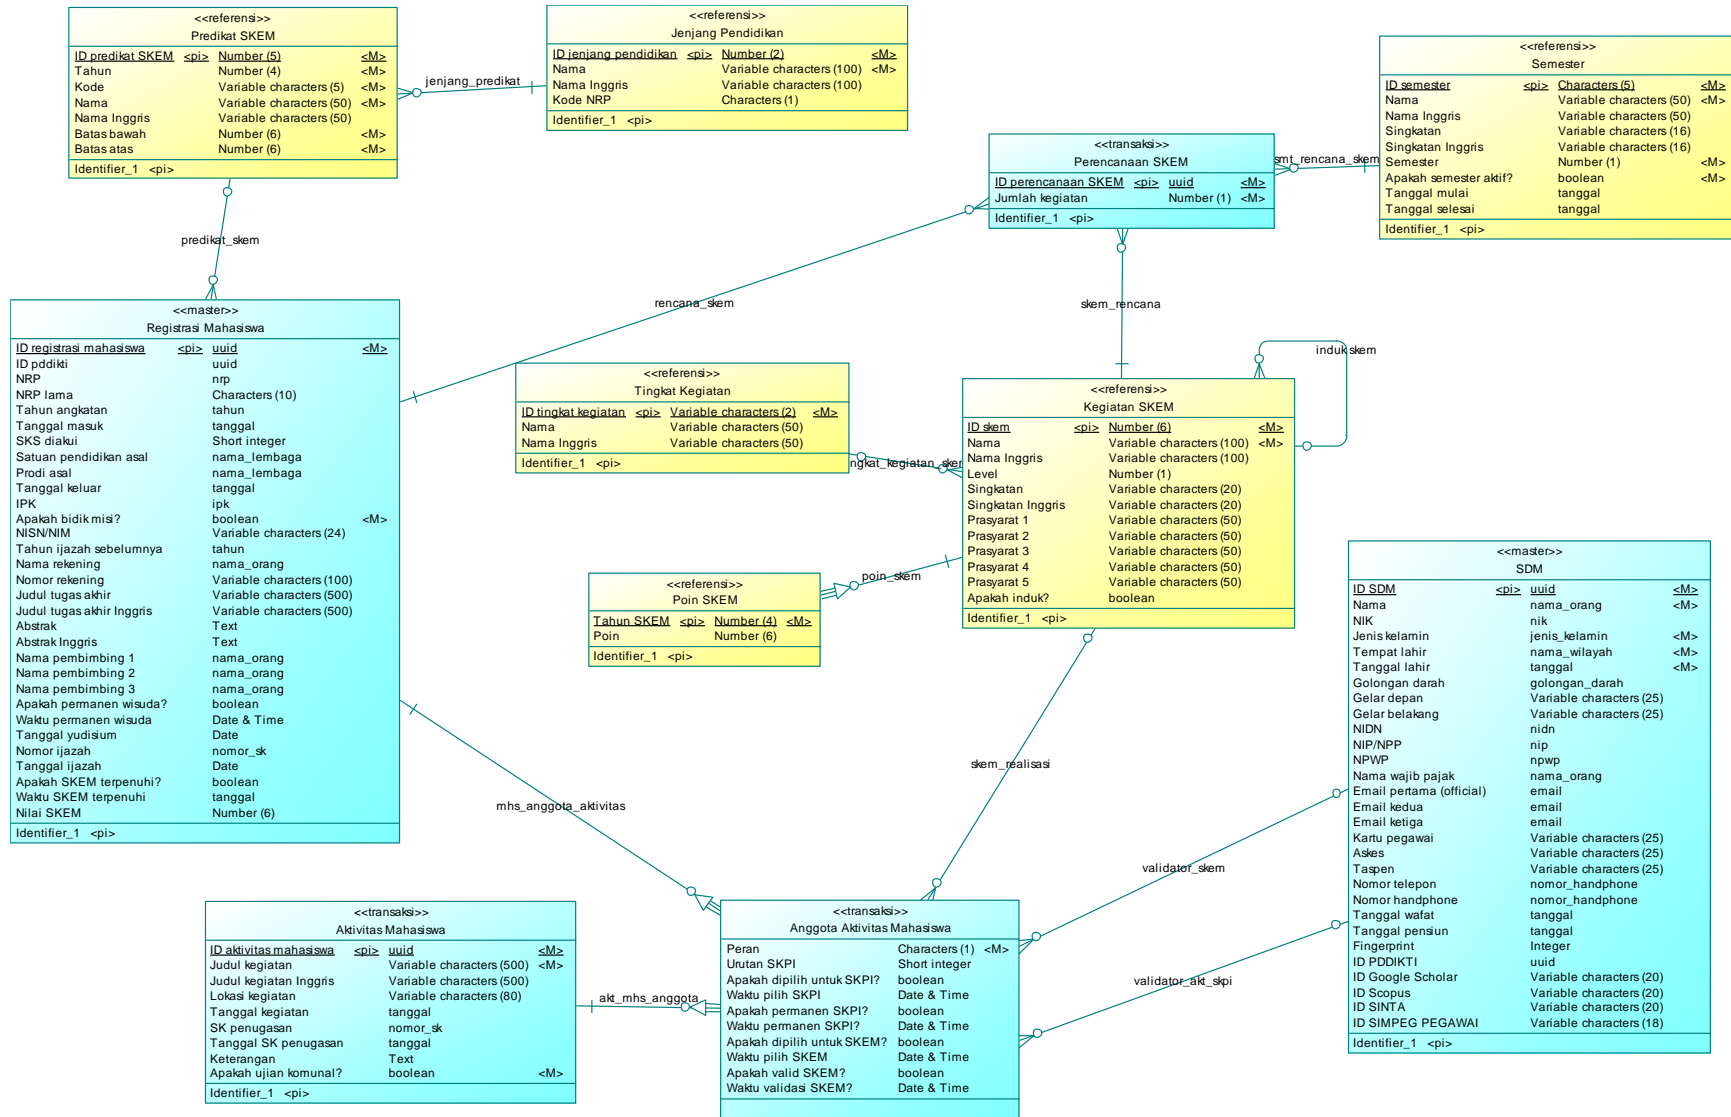 <<referensi>>
Predikat SKEM
ID predikat SKEM <pi> Number (5) <M>
Tahun Number (4) <M>
Kode Variable characters (5) <M>
Nama Variable characters (50) <M>
Nama Inggris Variable characters (50)
Batas bawah Number (6) <M>
Batas atas Number (6) <M>
Identifier_1 <pi>
jenjang_predikat
<<referensi>>
Jenjang Pendidikan
ID jenjang pendidikan <pi> Number (2) <M>
Nama Variable characters (100) <M>
Nama Inggris Variable characters (100)
Kode NRP Characters (1)
Identifier_1 <pi>
<<referensi>>
Semester
ID semester <pi> Characters (5) <M>
Nama Variable characters (50) <M>
Nama Inggris Variable characters (50)
Singkatan Variable characters (16)
Singkatan Inggris Variable characters (16)
Semester Number (1) <M>
Apakah semester aktif? boolean <M>
Tanggal mulai tanggal
Tanggal selesai tanggal
Identifier_1 <pi>
<<transaksi>>
Perencanaan SKEM
ID perencanaan SKEM <pi> uuid <M>
Jumlah kegiatan Number (1) <M>
Identifier_1 <pi>
smt_rencana_skem
predikat_skem
rencana_skem
skem_rencana
<<master>>
Registrasi Mahasiswa
ID registrasi mahasiswa <pi> uuid <M>
ID pddikti uuid
NRP nrp
NRP lama Characters (10)
Tahun angkatan tahun
Tanggal masuk tanggal
SKS diakui Short integer
Satuan pendidikan asal nama_lembaga
Prodi asal nama_lembaga
Tanggal keluar tanggal
IPK ipk
Apakah bidik misi? boolean <M>
NISN/NIM Variable characters (24)
Tahun ijazah sebelumnya tahun
Nama rekening nama_orang
Nomor rekening Variable characters (100)
Judul tugas akhir Variable characters (500)
Judul tugas akhir Inggris Variable characters (500)
Abstrak Text
Abstrak Inggris Text
Nama pembimbing 1 nama_orang
Nama pembimbing 2 nama_orang
Nama pembimbing 3 nama_orang
Apakah permanen wisuda? boolean
Waktu permanen wisuda Date & Time
Tanggal yudisium Date
Nomor ijazah nomor_sk
Tanggal ijazah Date
Apakah SKEM terpenuhi? boolean
Waktu SKEM terpenuhi tanggal
Nilai SKEM Number (6)
Identifier_1 <pi>
<<referensi>>
Tingkat Kegiatan
ID tingkat kegiatan <pi> Variable characters (2) <M>
Nama Variable characters (50)
Nama Inggris Variable characters (50)
Identifier_1 <pi>
ngkat_kegiatan_sker
<<referensi>>
Kegiatan SKEM
ID skem <pi> Number (6) <M>
Nama Variable characters (100) <M>
Nama Inggris Variable characters (100)
Level Number (1)
Singkatan Variable characters (20)
Singkatan Inggris Variable characters (20)
Prasyarat 1 Variable characters (50)
Prasyarat 2 Variable characters (50)
Prasyarat 3 Variable characters (50)
Prasyarat 4 Variable characters (50)
Prasyarat 5 Variable characters (50)
Apakah induk? boolean
Identifier_1 <pi>
induk skem
<<referensi>>
Poin SKEM
Tahun SKEM <pi> Number (4) <M>
Poin Number (6)
Identifier_1 <pi>
poin_skem
<<master>>
SDM
ID SDM <pi> uuid <M>
Nama nama_orang <M>
NIK nik
Jenis kelamin jenis_kelamin <M>
Tempat lahir nama_wilayah <M>
Tanggal lahir tanggal <M>
Golongan darah golongan_darah
Gelar depan Variable characters (25)
Gelar belakang Variable characters (25)
NIDN nidn
NIP/NPP nip
NPWP npwp
Nama wajib pajak nama_orang
Email pertama (official) email
Email kedua email
Email ketiga email
Kartu pegawai Variable characters (25)
Askes Variable characters (25)
Taspen Variable characters (25)
Nomor telepon nomor_handphone
Nomor handphone nomor_handphone
Tanggal wafat tanggal
Tanggal pensiun tanggal
Fingerprint Integer
ID PDDIKTI uuid
ID Google Scholar Variable characters (20)
ID Scopus Variable characters (20)
ID SINTA Variable characters (20)
ID SIMPEG PEGAWAI Variable characters (18)
Identifier_1 <pi>
skem_realisasi
mhs_anggota_aktivitas
validator_skem
validator_akt_skpi
<<transaksi>>
Aktivitas Mahasiswa
ID aktivitas mahasiswa <pi> uuid <M>
Judul kegiatan Variable characters (500) <M>
Judul kegiatan Inggris Variable characters (500)
Lokasi kegiatan Variable characters (80)
Tanggal kegiatan tanggal
SK penugasan nomor_sk
Tanggal SK penugasan tanggal
Keterangan Text
Apakah ujian komunal? boolean <M>
Identifier_1 <pi>
akt_mhs_anggota
<<transaksi>>
Anggota Aktivitas Mahasiswa
Peran Characters (1) <M>
Urutan SKPI Short integer
Apakah dipilih untuk SKPI? boolean
Waktu pilih SKPI Date & Time
Apakah permanen SKPI? boolean
Waktu permanen SKPI? Date & Time
Apakah dipilih untuk SKEM? boolean
Waktu pilih SKEM Date & Time
Apakah valid SKEM? boolean
Waktu validasi SKEM? Date & Time